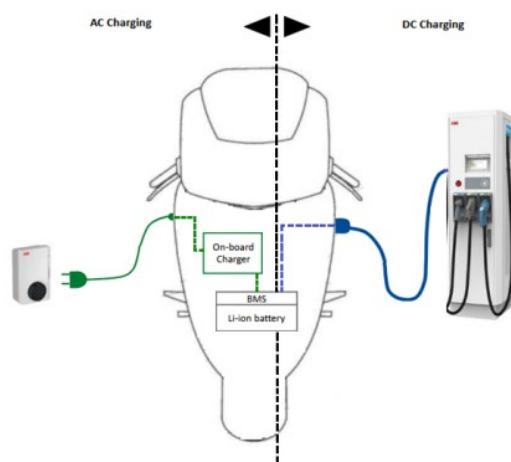 AC Charging
DC Charging
On-board
Charger
BMS
Li-ion battery